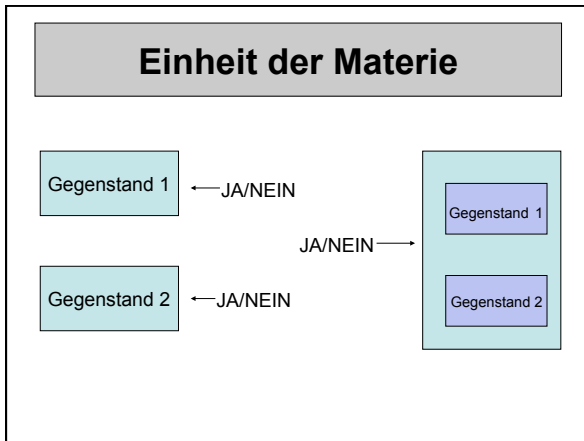 Einheit der Materie
Gegenstand 1
JA/NEIN
Gegenstand 2
JA/NEIN
JA/NEIN
Gegenstand 1
Gegenstand 2